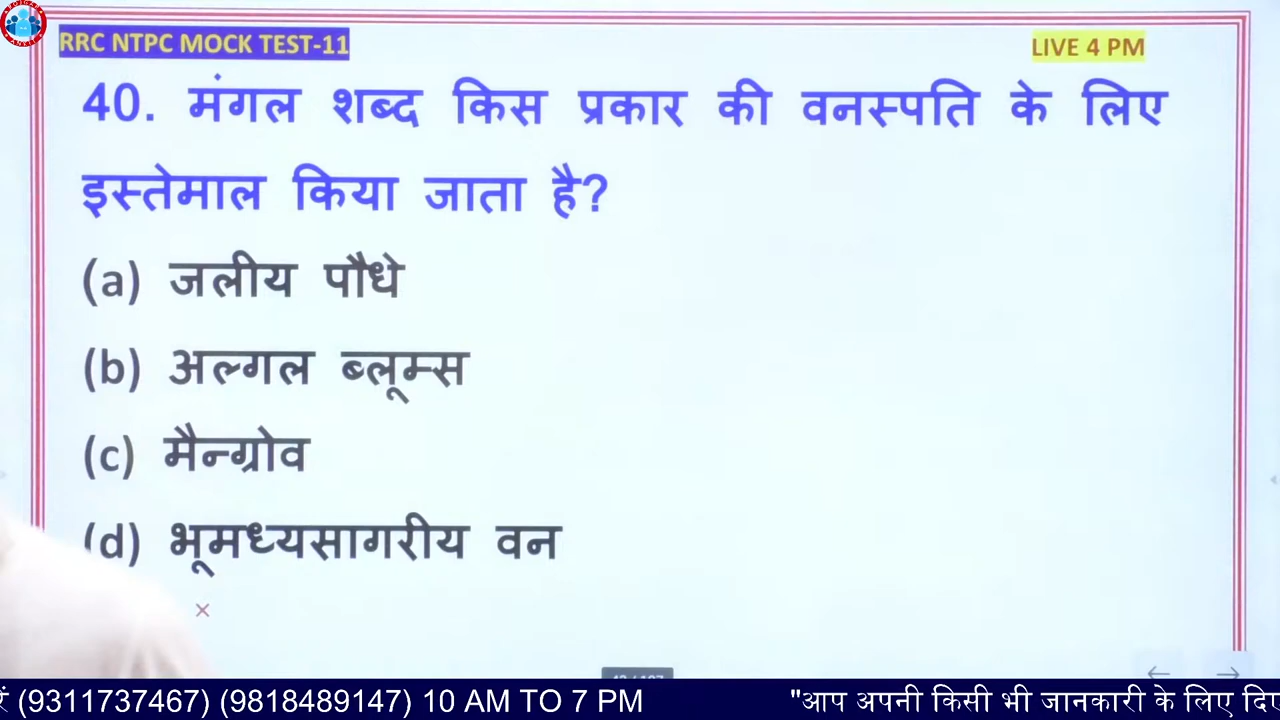 RRC NTPC MOCK TEST-11
LIVE 4 PM
40. मंगल शब्द किस प्रकार की वनस्पति के लिए
इस्तेमाल किया जाता है?
(a) जलीय पौधे
(b) अल्गल ब्लूम्स
(c) मैन्ग्रोव
(d) भूमध्यसागरीय वन
(9311737467) (9818489147) 10 AM TO 7 PM "आप अपनी किसी भी जानकारी के लिए